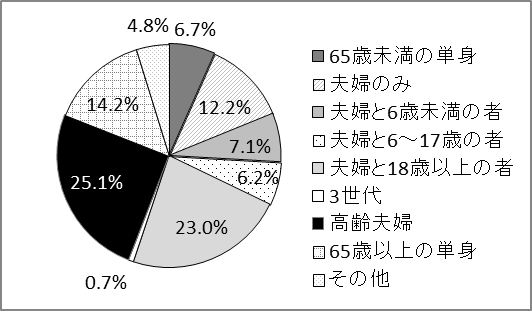 4.8%
6.7%
12.2%
7.1%
6.2%
23.0%
0.7%
25.1%
14.2%
65歳未満の単身
夫婦のみ
夫婦と6歳未満の者
夫婦と6～17歳の者
夫婦と18歳以上の者
3世代
高齢夫婦
65歳以上の単身
その他